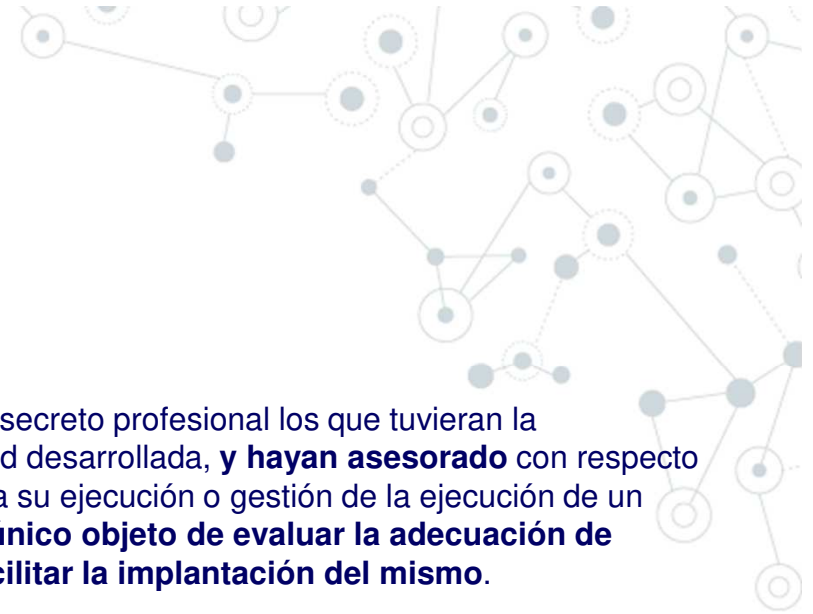 secreto profesional los que tuvieran la
d desarrollada, y hayan asesorado con respecto
a su ejecución o gestión de la ejecución de un
único objeto de evaluar la adecuación de
cilitar la implantación del mismo.